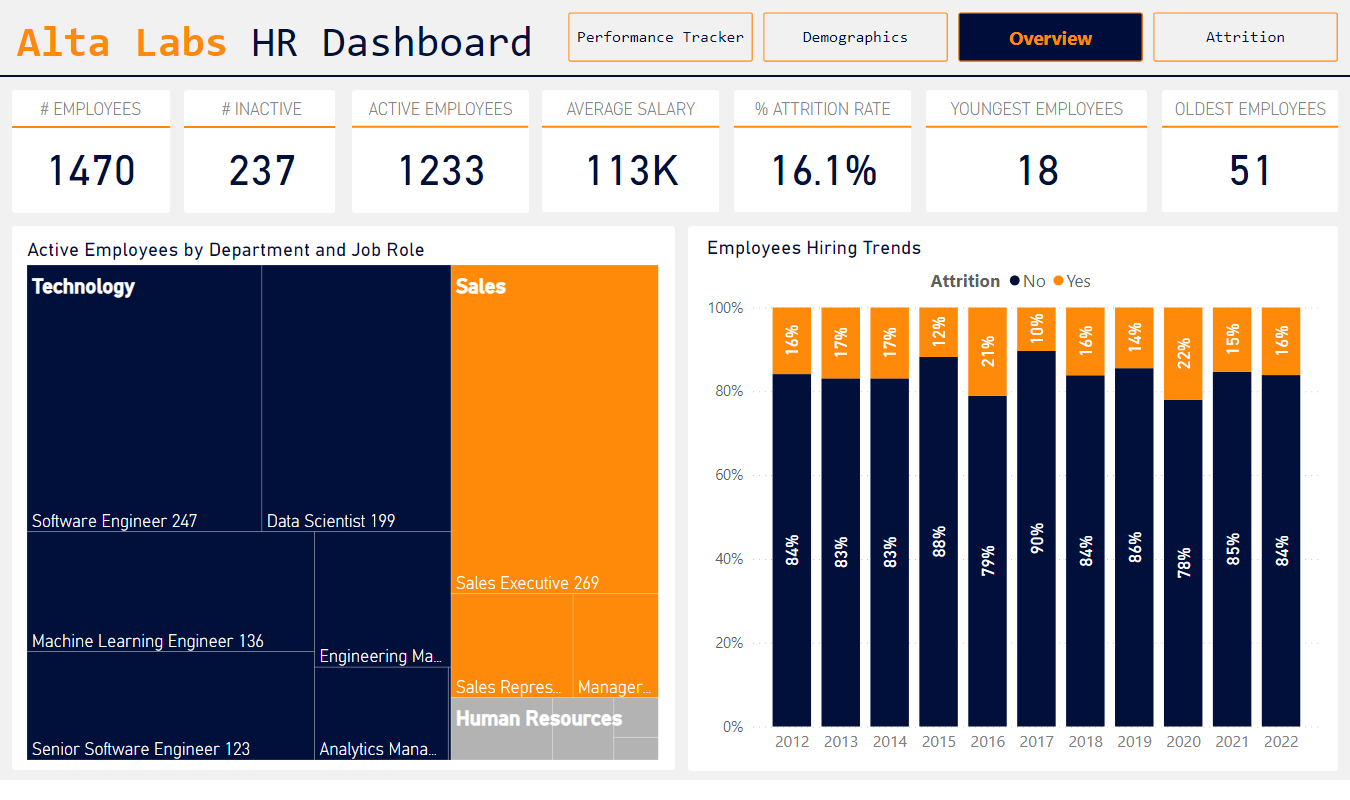 Alta Labs HR Dashboard
Performance Tracker
Demographics
Overview
Attrition
# EMPLOYEES
1470
# INACTIVE
237
ACTIVE EMPLOYEES
1233
AVERAGE SALARY
113K
% ATTRITION RATE
16.1%
YOUNGEST EMPLOYEES
18
OLDEST EMPLOYEES
51
Active Employees by Department and Job Role
Technology
Software Engineer 247
Data Scientist 199
Machine Learning Engineer 136
Engineering Ma...
Senior Software Engineer 123
Analytics Mana...
Sales
Sales Executive 269
Sales Repres...
Manager...
Human Resources
Employees Hiring Trends
Attrition No Yes
100%
80%
60%
40%
20%
0%
16% 17% 17% 12% 21% 10% 16% 14% 22% 15% 16%
84% 83% 83% 88% 79% 90% 84% 86% 78% 85% 84%
2012 2013 2014 2015 2016 2017 2018 2019 2020 2021 2022